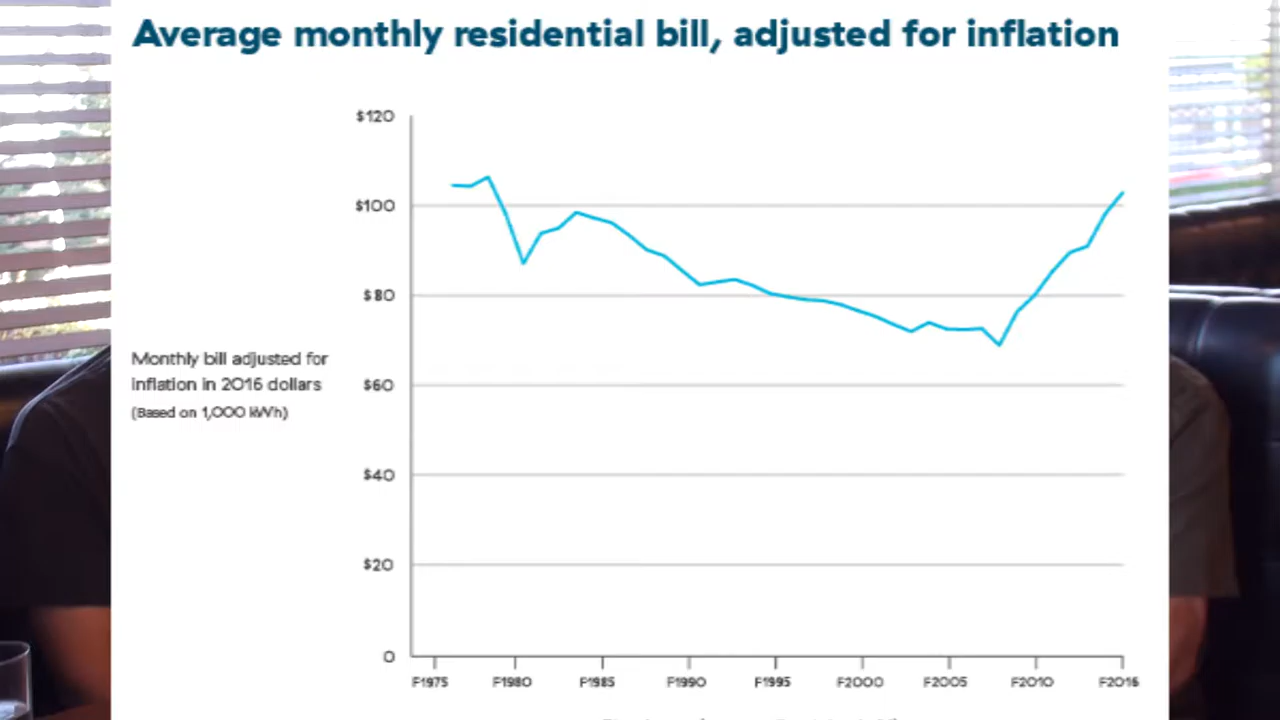 Average monthly residential bill, adjusted for inflation
$120
$100
$80
Monthly bill adjusted for
inflation in 2016 dollars
(Based on 1,000 kWh)
$60
$40
$20
0
F1975 F1980 F1985 F1990 F1995 F2000 F2005 F2010 F2016